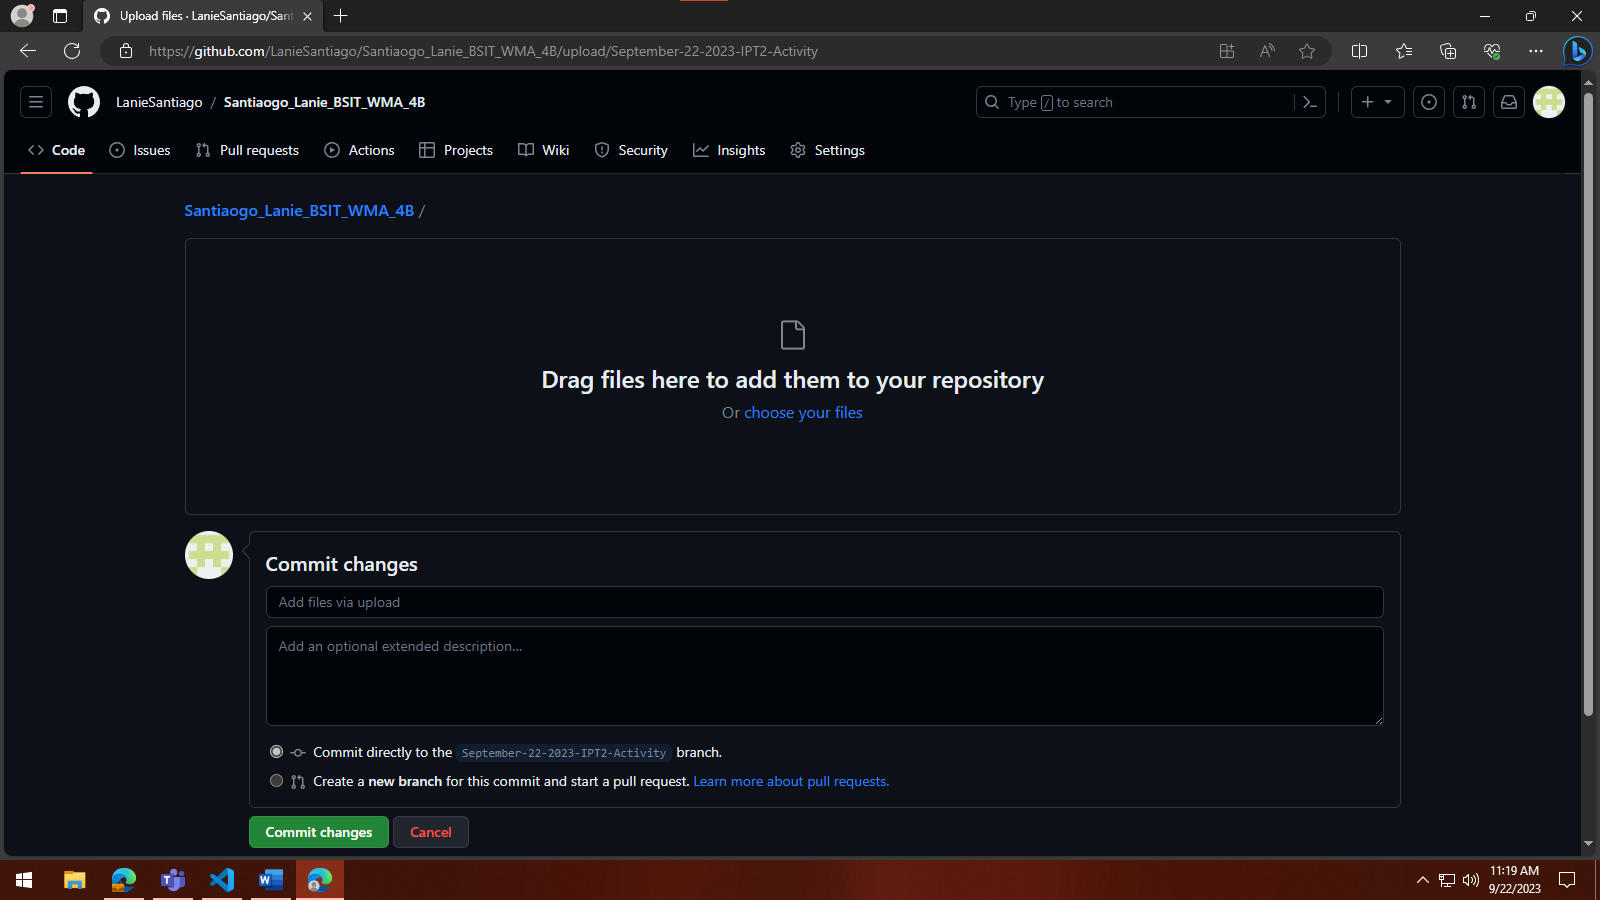 Upload files · LanieSantiago/Sant
https://github.com/LanieSantiago/Santiaogo_Lanie_BSIT_WMA_4B/upload/September-22-2023-IPT2-Activity
LanieSantiago / Santiaogo_Lanie_BSIT_WMA_4B
Type / to search
Code Issues Pull requests Actions Projects Wiki Security Insights Settings
Santiaogo_Lanie_BSIT_WMA_4B /
Drag files here to add them to your repository
Or choose your files
Commit changes
Add files via upload
Add an optional extended description...
Commit directly to the September-22-2023-IPT2-Activity branch.
Create a new branch for this commit and start a pull request. Learn more about pull requests.
Commit changes Cancel
11:19 AM
9/22/2023